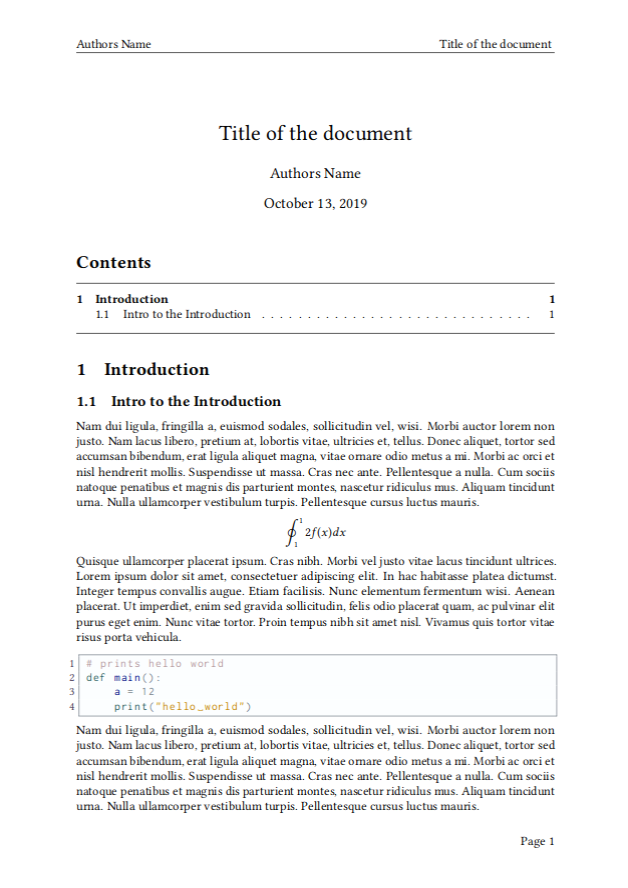 Authors Name Title of the document
Title of the document
Authors Name
October 13, 2019
Contents
1 Introduction 1
1.1 Intro to the Introduction . . . . . . . . . . . . . . . . . . . . . . . . . . . . . . 1
1 Introduction
1.1 Intro to the Introduction
Nam dui ligula, fringilla a, euismod sodales, sollicitudin vel, wisi. Morbi auctor lorem non
justo. Nam lacus libero, pretium at, lobortis vitae, ultricies et, tellus. Donec aliquet, tortor sed
accumsan bibendum, erat ligula aliquet magna, vitae ornare odio metus a mi. Morbi ac orci et
nisl hendrerit mollis. Suspendisse ut massa. Cras nec ante. Pellentesque a nulla. Cum sociis
natoque penatibus et magnis dis parturient montes, nascetur ridiculus mus. Aliquam tincidunt
urna. Nulla ullamcorper vestibulum turpis. Pellentesque cursus luctus mauris.
∮₁¹ 2f(x)dx
Quisque ullamcorper placerat ipsum. Cras nibh. Morbi vel justo vitae lacus tincidunt ultrices.
Lorem ipsum dolor sit amet, consectetuer adipiscing elit. In hac habitasse platea dictumst.
Integer tempus convallis augue. Etiam facilisis. Nunc elementum fermentum wisi. Aenean
placerat. Ut imperdiet, enim sed gravida sollicitudin, felis odio placerat quam, ac pulvinar elit
purus eget enim. Nunc vitae tortor. Proin tempus nibh sit amet nisl. Vivamus quis tortor vitae
risus porta vehicula.
1 # prints hello world
2 def main():
3     a = 12
4     print("hello_world")
Nam dui ligula, fringilla a, euismod sodales, sollicitudin vel, wisi. Morbi auctor lorem non
justo. Nam lacus libero, pretium at, lobortis vitae, ultricies et, tellus. Donec aliquet, tortor sed
accumsan bibendum, erat ligula aliquet magna, vitae ornare odio metus a mi. Morbi ac orci et
nisl hendrerit mollis. Suspendisse ut massa. Cras nec ante. Pellentesque a nulla. Cum sociis
natoque penatibus et magnis dis parturient montes, nascetur ridiculus mus. Aliquam tincidunt
urna. Nulla ullamcorper vestibulum turpis. Pellentesque cursus luctus mauris.
Page 1